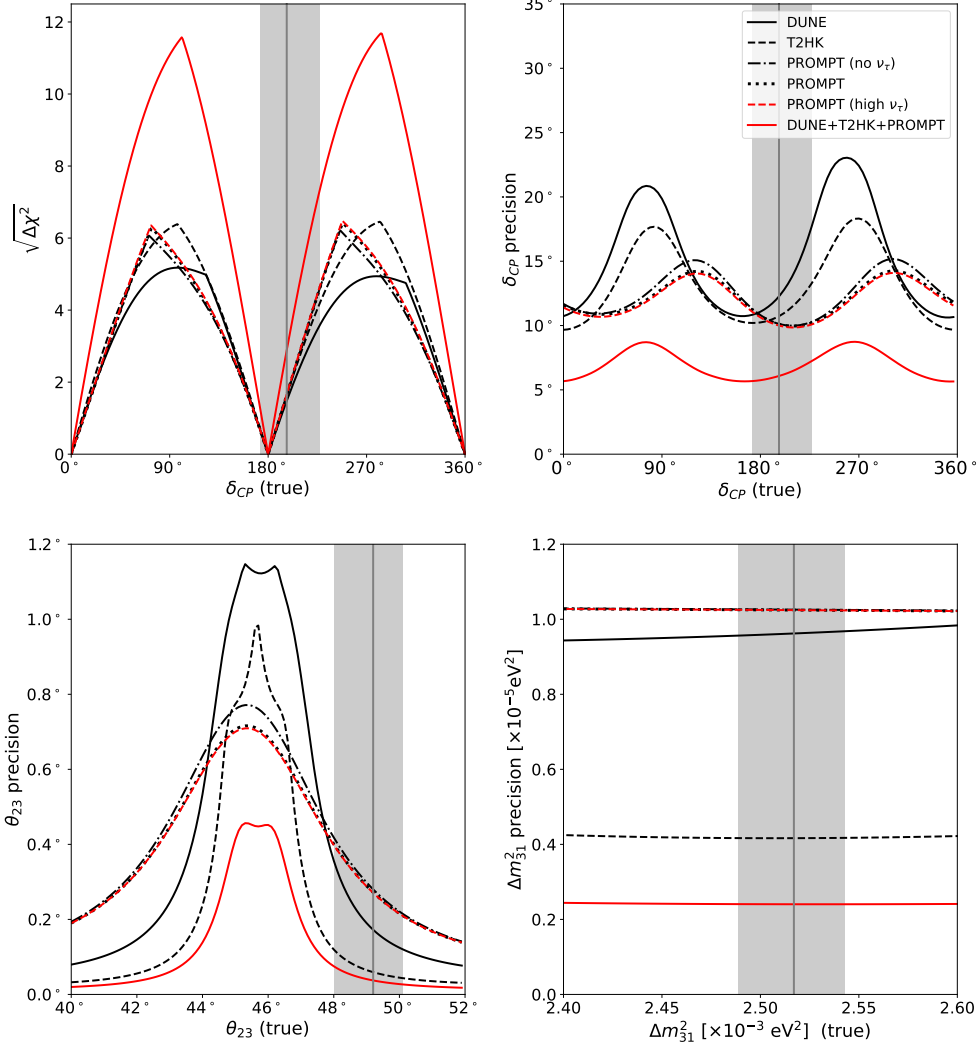 12
10
8
6
4
2
0
√Δχ²
0° 90° 180° 270° 360°
δ_CP (true)
35°
30°
25°
20°
15°
10°
5°
0°
δ_CP precision
DUNE
T2HK
PROMPT (no ν_τ)
PROMPT
PROMPT (high ν_τ)
DUNE+T2HK+PROMPT
0° 90° 180° 270° 360°
δ_CP (true)
1.2°
1.0°
0.8°
0.6°
0.4°
0.2°
0.0°
θ₂₃ precision
40° 42° 44° 46° 48° 50° 52°
θ₂₃ (true)
1.2
1.0
0.8
0.6
0.4
0.2
0.0
Δm²₃₁ precision [×10⁻⁵eV²]
2.40 2.45 2.50 2.55 2.60
Δm²₃₁ [×10⁻³ eV²] (true)